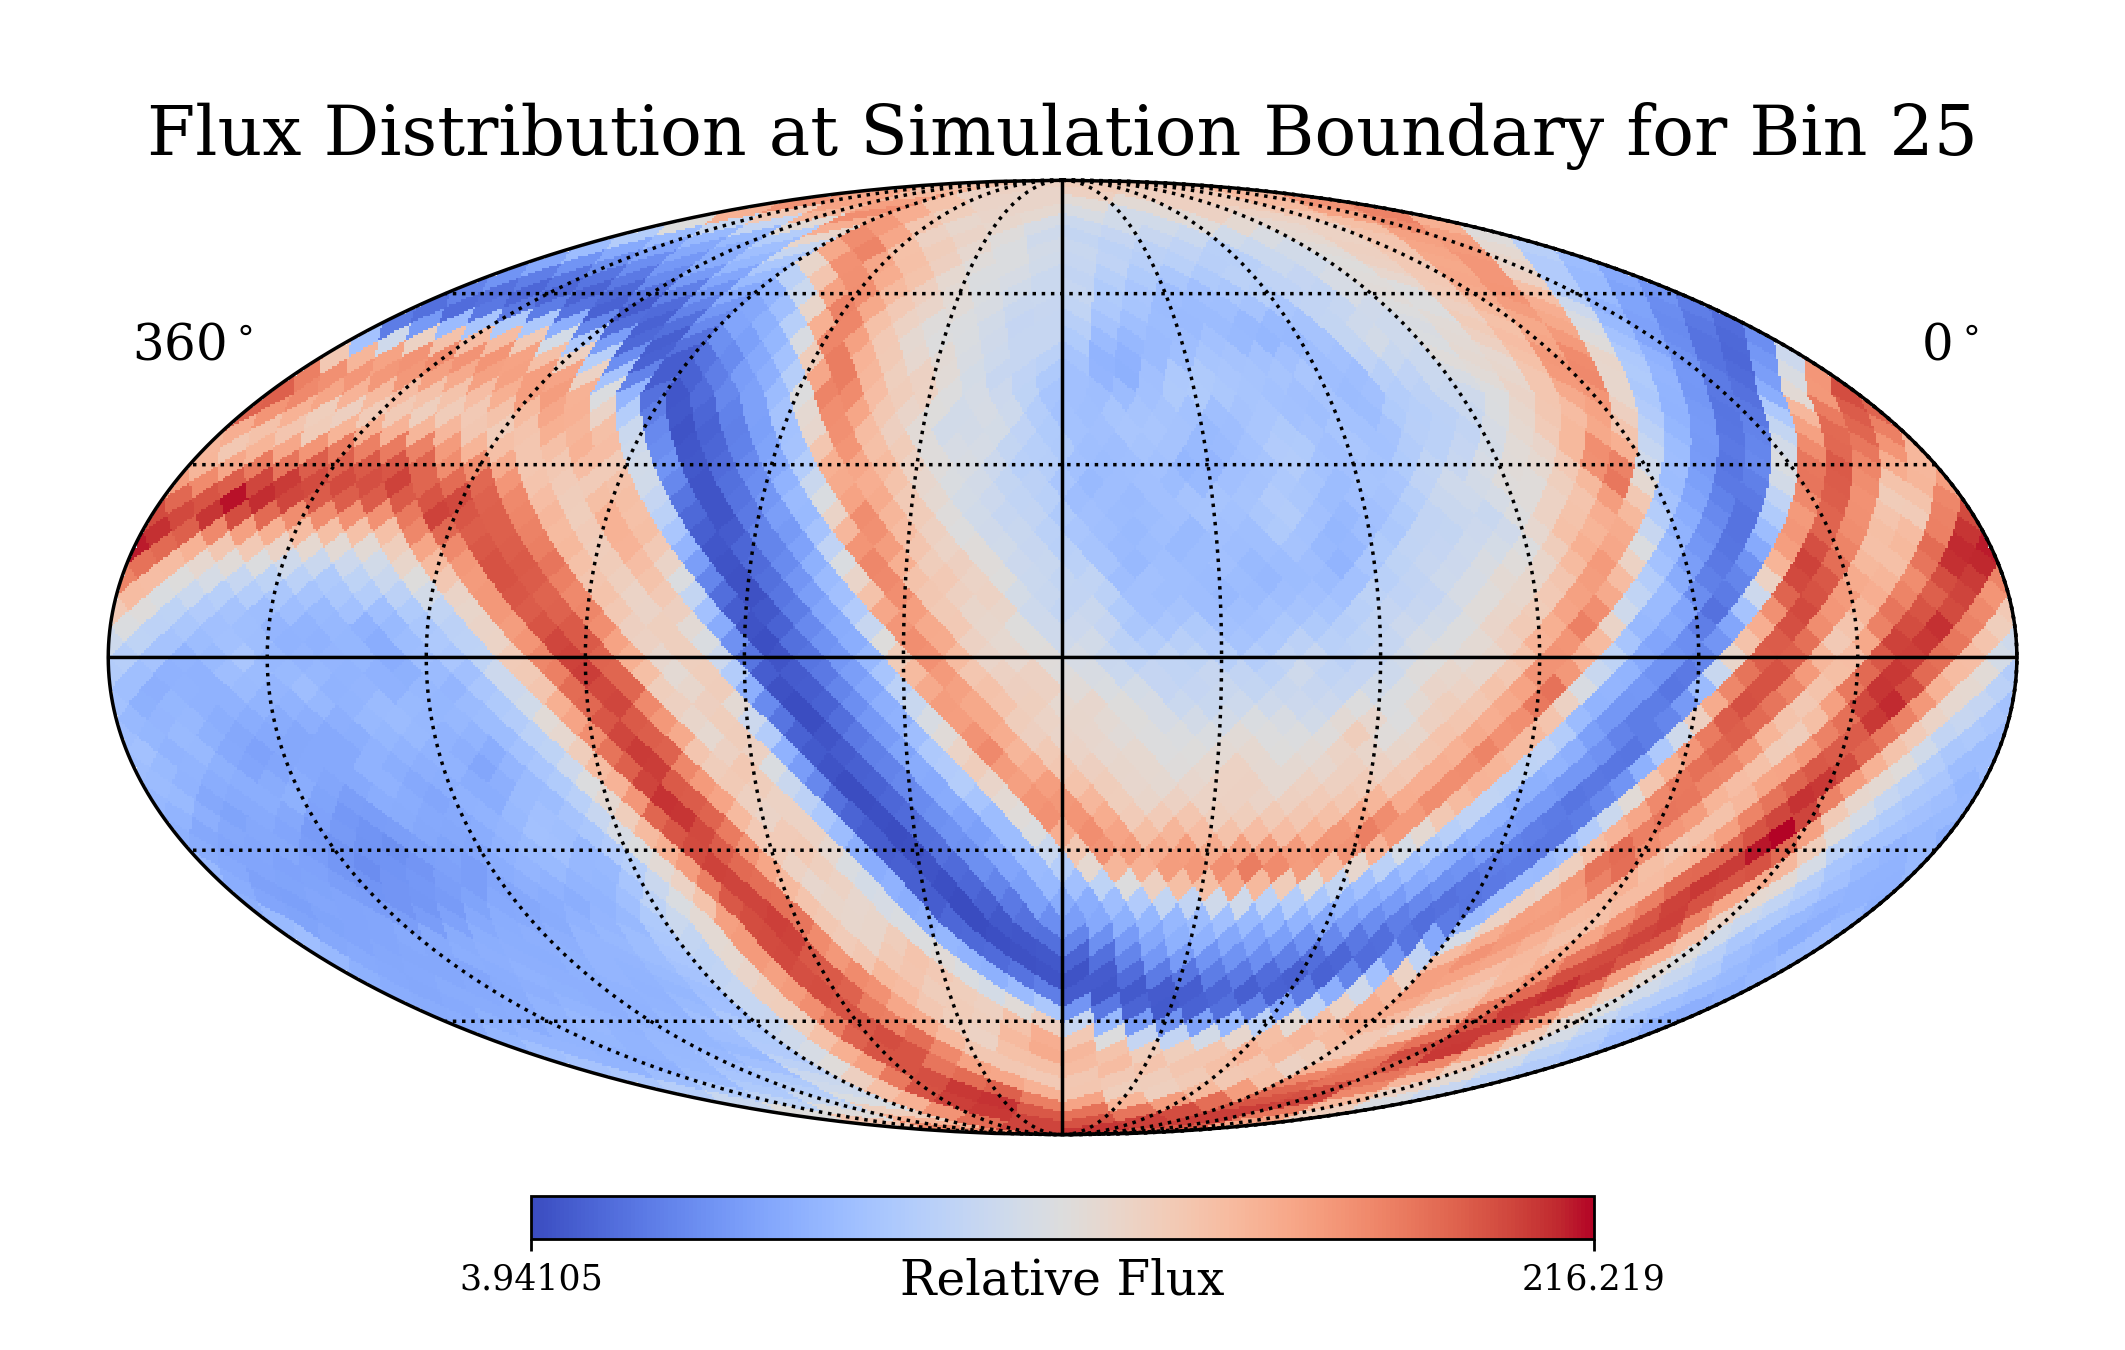 Flux Distribution at Simulation Boundary for Bin 25
360° 0°
3.94105 Relative Flux 216.219